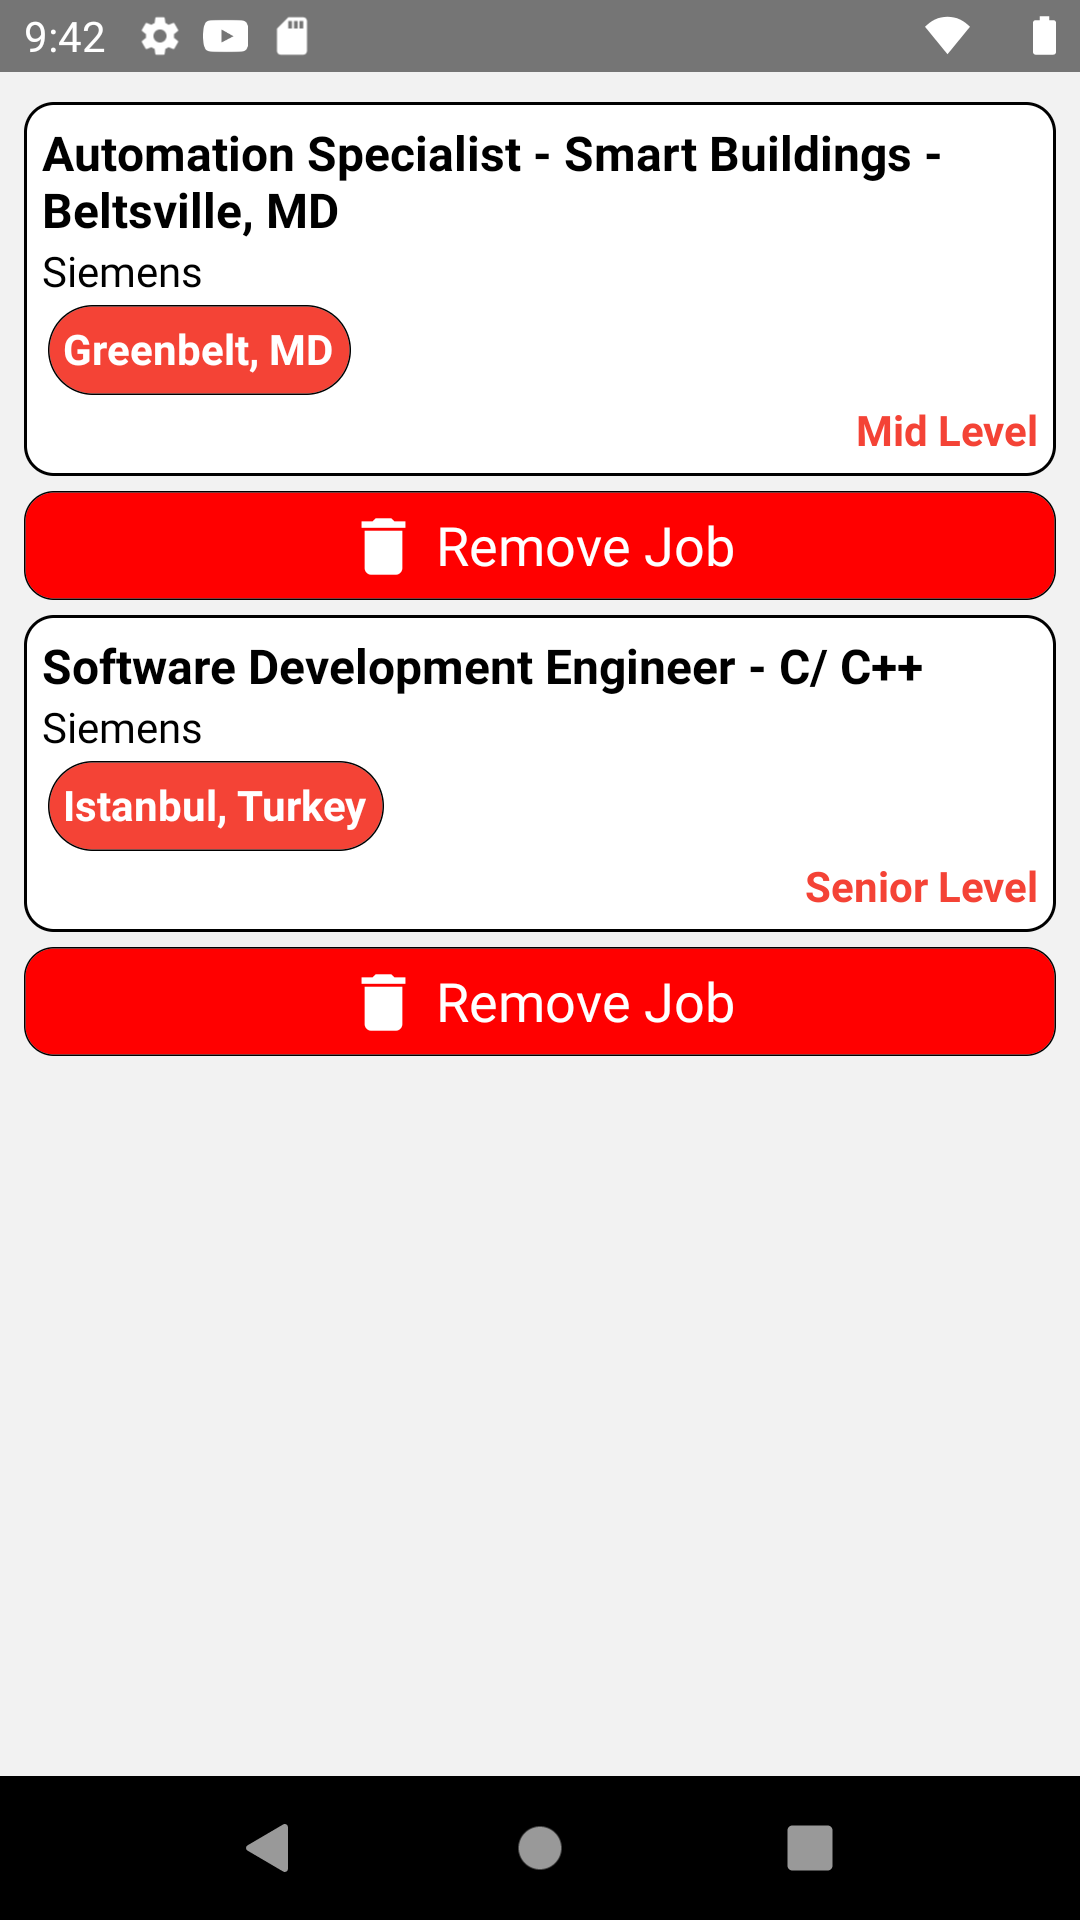 9:42
Automation Specialist - Smart Buildings -
Beltsville, MD
Siemens
Greenbelt, MD
Mid Level
Remove Job
Software Development Engineer - C/ C++
Siemens
Istanbul, Turkey
Senior Level
Remove Job